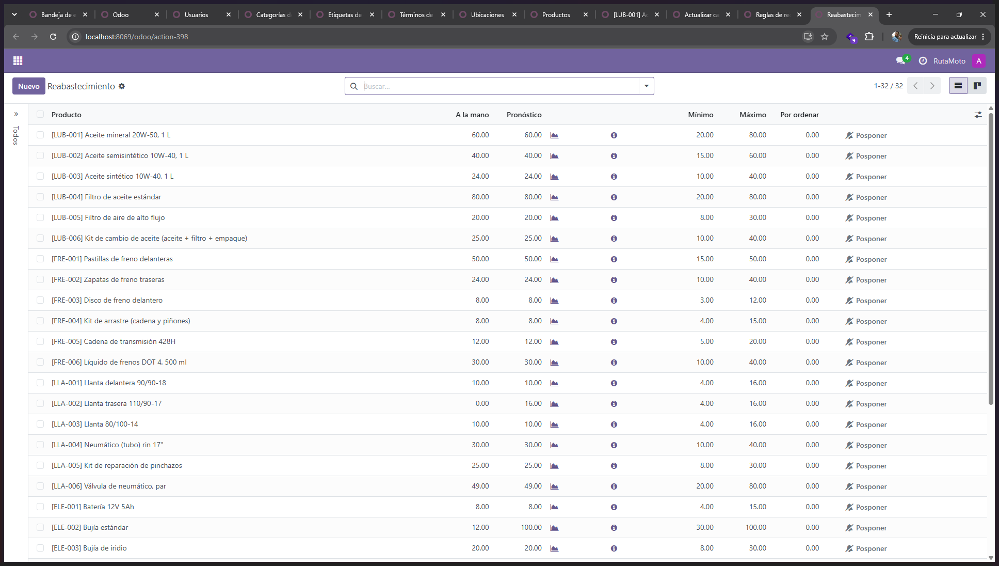 Bandeja de e
Odoo
Usuarios
Categorías d
Etiquetas de
Términos de
Ubicaciones
Productos
[LUB-001] Ac
Actualizar ca
Reglas de re
Reabastecim
localhost:8069/odoo/action-398
9
Reinicia para actualizar
4
RutaMoto
A
Nuevo
Reabastecimiento
Buscar...
1-32 / 32
Todos
Producto A la mano Pronóstico Mínimo Máximo Por ordenar
[LUB-001] Aceite mineral 20W-50, 1 L 60.00 60.00 20.00 80.00 0.00 Posponer
[LUB-002] Aceite semisintético 10W-40, 1 L 40.00 40.00 15.00 60.00 0.00 Posponer
[LUB-003] Aceite sintético 10W-40, 1 L 24.00 24.00 10.00 40.00 0.00 Posponer
[LUB-004] Filtro de aceite estándar 80.00 80.00 20.00 80.00 0.00 Posponer
[LUB-005] Filtro de aire de alto flujo 20.00 20.00 8.00 30.00 0.00 Posponer
[LUB-006] Kit de cambio de aceite (aceite + filtro + empaque) 25.00 25.00 10.00 40.00 0.00 Posponer
[FRE-001] Pastillas de freno delanteras 50.00 50.00 15.00 50.00 0.00 Posponer
[FRE-002] Zapatas de freno traseras 24.00 24.00 10.00 40.00 0.00 Posponer
[FRE-003] Disco de freno delantero 8.00 8.00 3.00 12.00 0.00 Posponer
[FRE-004] Kit de arrastre (cadena y piñones) 8.00 8.00 4.00 15.00 0.00 Posponer
[FRE-005] Cadena de transmisión 428H 12.00 12.00 5.00 20.00 0.00 Posponer
[FRE-006] Líquido de frenos DOT 4, 500 ml 30.00 30.00 10.00 40.00 0.00 Posponer
[LLA-001] Llanta delantera 90/90-18 10.00 10.00 4.00 16.00 0.00 Posponer
[LLA-002] Llanta trasera 110/90-17 0.00 16.00 4.00 16.00 0.00 Posponer
[LLA-003] Llanta 80/100-14 10.00 10.00 4.00 16.00 0.00 Posponer
[LLA-004] Neumático (tubo) rin 17" 30.00 30.00 10.00 40.00 0.00 Posponer
[LLA-005] Kit de reparación de pinchazos 25.00 25.00 8.00 30.00 0.00 Posponer
[LLA-006] Válvula de neumático, par 49.00 49.00 20.00 80.00 0.00 Posponer
[ELE-001] Batería 12V 5Ah 8.00 8.00 4.00 15.00 0.00 Posponer
[ELE-002] Bujía estándar 12.00 100.00 30.00 100.00 0.00 Posponer
[ELE-003] Bujía de iridio 20.00 20.00 8.00 30.00 0.00 Posponer